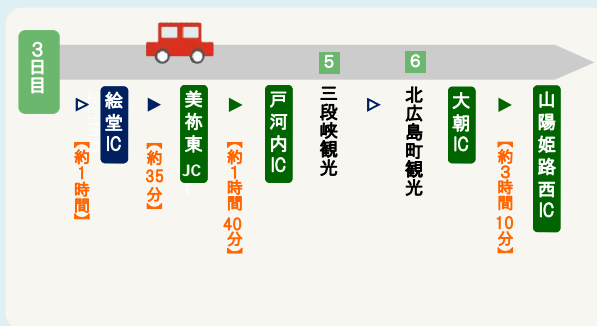 3日目
【約1時間】
絵堂IC
【約35分】
美祢東JC
【約1時間40分】
戸河内IC
5
三段峡観光
6
北広島町観光
大朝IC
【約3時間10分】
山陽姫路西IC